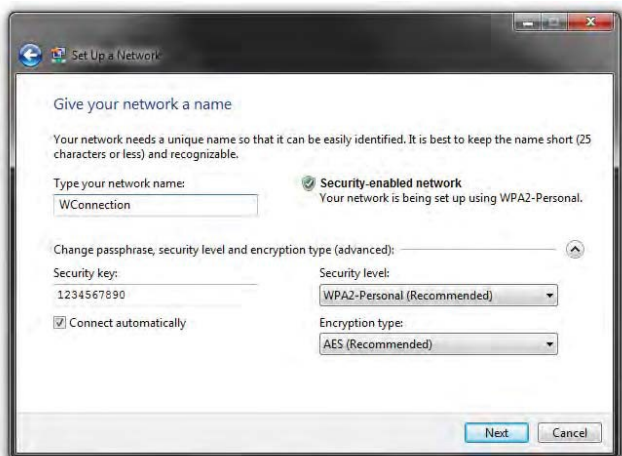 Set Up a Network
Give your network a name
Your network needs a unique name so that it can be easily identified. It is best to keep the name short (25
characters or less) and recognizable.
Type your network name:
WConnection
Security-enabled network
Your network is being set up using WPA2-Personal.
Change passphrase, security level and encryption type (advanced):
Security key:
1234567890
Connect automatically
Security level:
WPA2-Personal (Recommended)
Encryption type:
AES (Recommended)
Next
Cancel